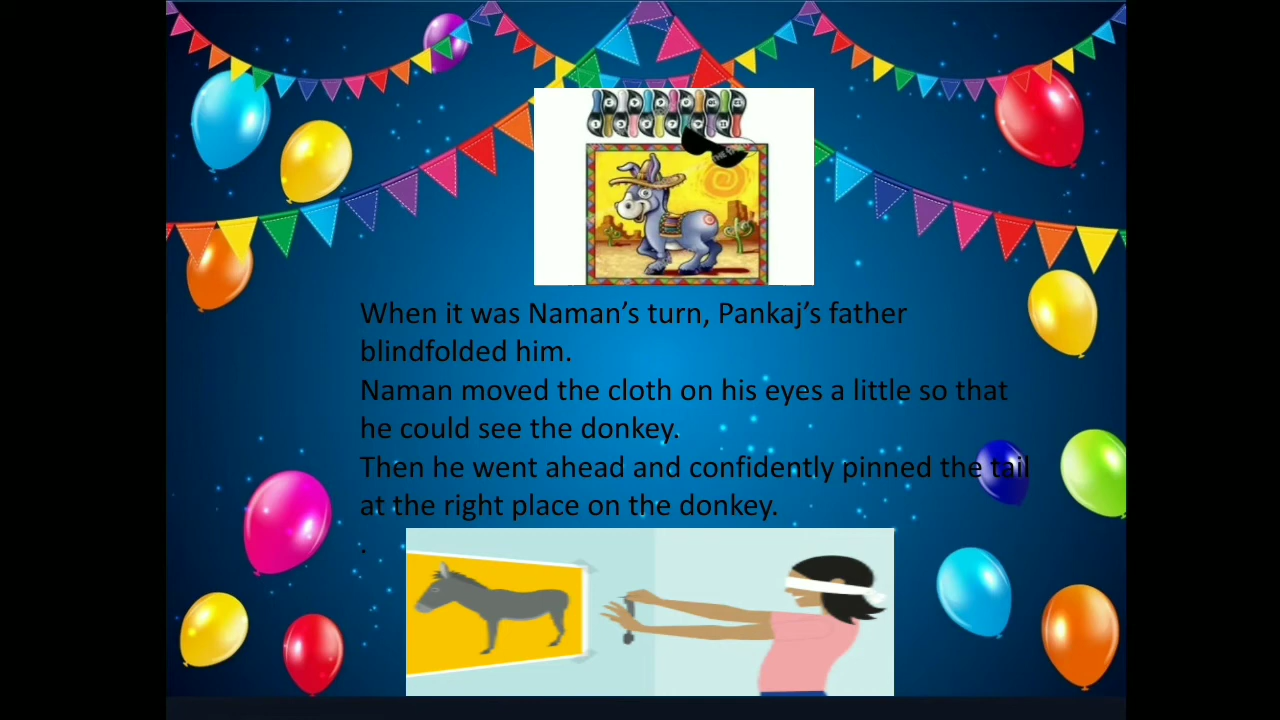 When it was Naman’s turn, Pankaj’s father
blindfolded him.
Naman moved the cloth on his eyes a little so that
he could see the donkey.
Then he went ahead and confidently pinned the tail
at the right place on the donkey.
.